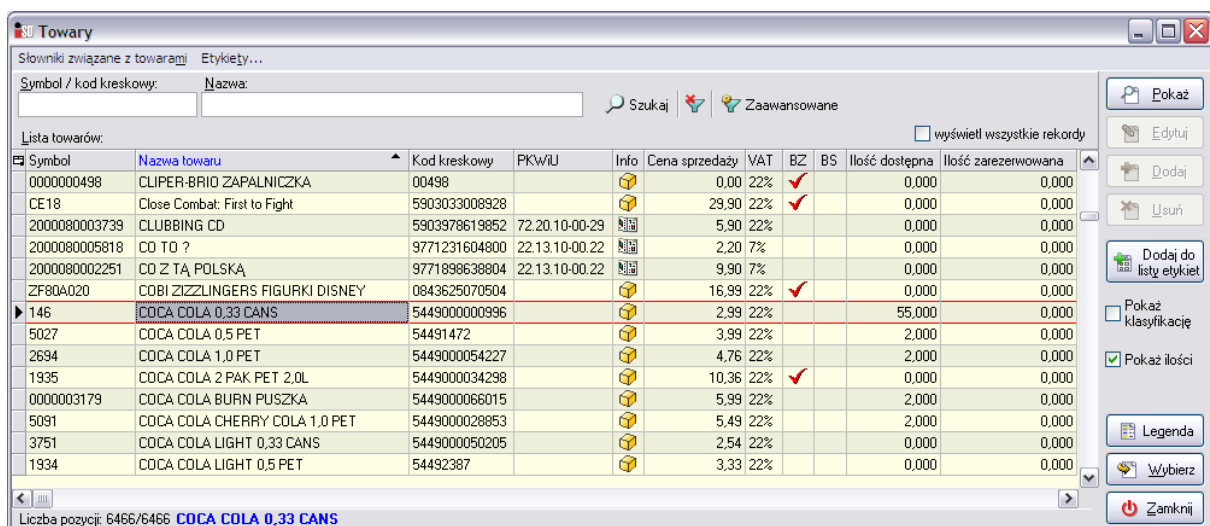 Towary
Słowniki związane z towarami Etykiety...
Symbol / kod kreskowy: Nazwa:
Szukaj Zaawansowane
Lista towarów: wyświetl wszystkie rekordy
Symbol Nazwa towaru Kod kreskowy PKWiU Info Cena sprzedaży VAT BZ BS Ilość dostępna Ilość zarezerwowana
0000000498 CLIPER-BRIO ZAPALNICZKA 00498 0,00 22% 0,000 0,000
CE18 Close Combat: First to Fight 5903033008928 29,90 22% 0,000 0,000
2000080003739 CLUBBING CD 5903978619852 72.20.10-00-29 5,90 22% 0,000 0,000
2000080005818 CO TO ? 9771231604800 22.13.10-00.22 2,20 7% 0,000 0,000
2000080002251 CO Z TĄ POLSKĄ 9771898638804 22.13.10-00.22 9,90 7% 0,000 0,000
ZF80A020 COBI ZIZZLINGERS FIGURKI DISNEY 0843625070504 16,99 22% 0,000 0,000
146 COCA COLA 0,33 CANS 5449000000996 2,99 22% 55,000 0,000
5027 COCA COLA 0,5 PET 54491472 3,99 22% 2,000 0,000
2694 COCA COLA 1,0 PET 5449000054227 4,76 22% 2,000 0,000
1935 COCA COLA 2 PAK PET 2,0L 5449000034298 10,36 22% 0,000 0,000
0000003179 COCA COLA BURN PUSZKA 5449000066015 5,99 22% 2,000 0,000
5091 COCA COLA CHERRY COLA 1,0 PET 5449000028853 5,49 22% 2,000 0,000
3751 COCA COLA LIGHT 0,33 CANS 5449000050205 2,54 22% 0,000 0,000
1934 COCA COLA LIGHT 0,5 PET 54492387 3,33 22% 0,000 0,000
Liczba pozycji: 6466/6466 COCA COLA 0,33 CANS
Pokaż
Edytuj
Dodaj
Usuń
Dodaj do
listy etykiet
Pokaż
klasyfikację
Pokaż ilości
Legenda
Wybierz
Zamknij